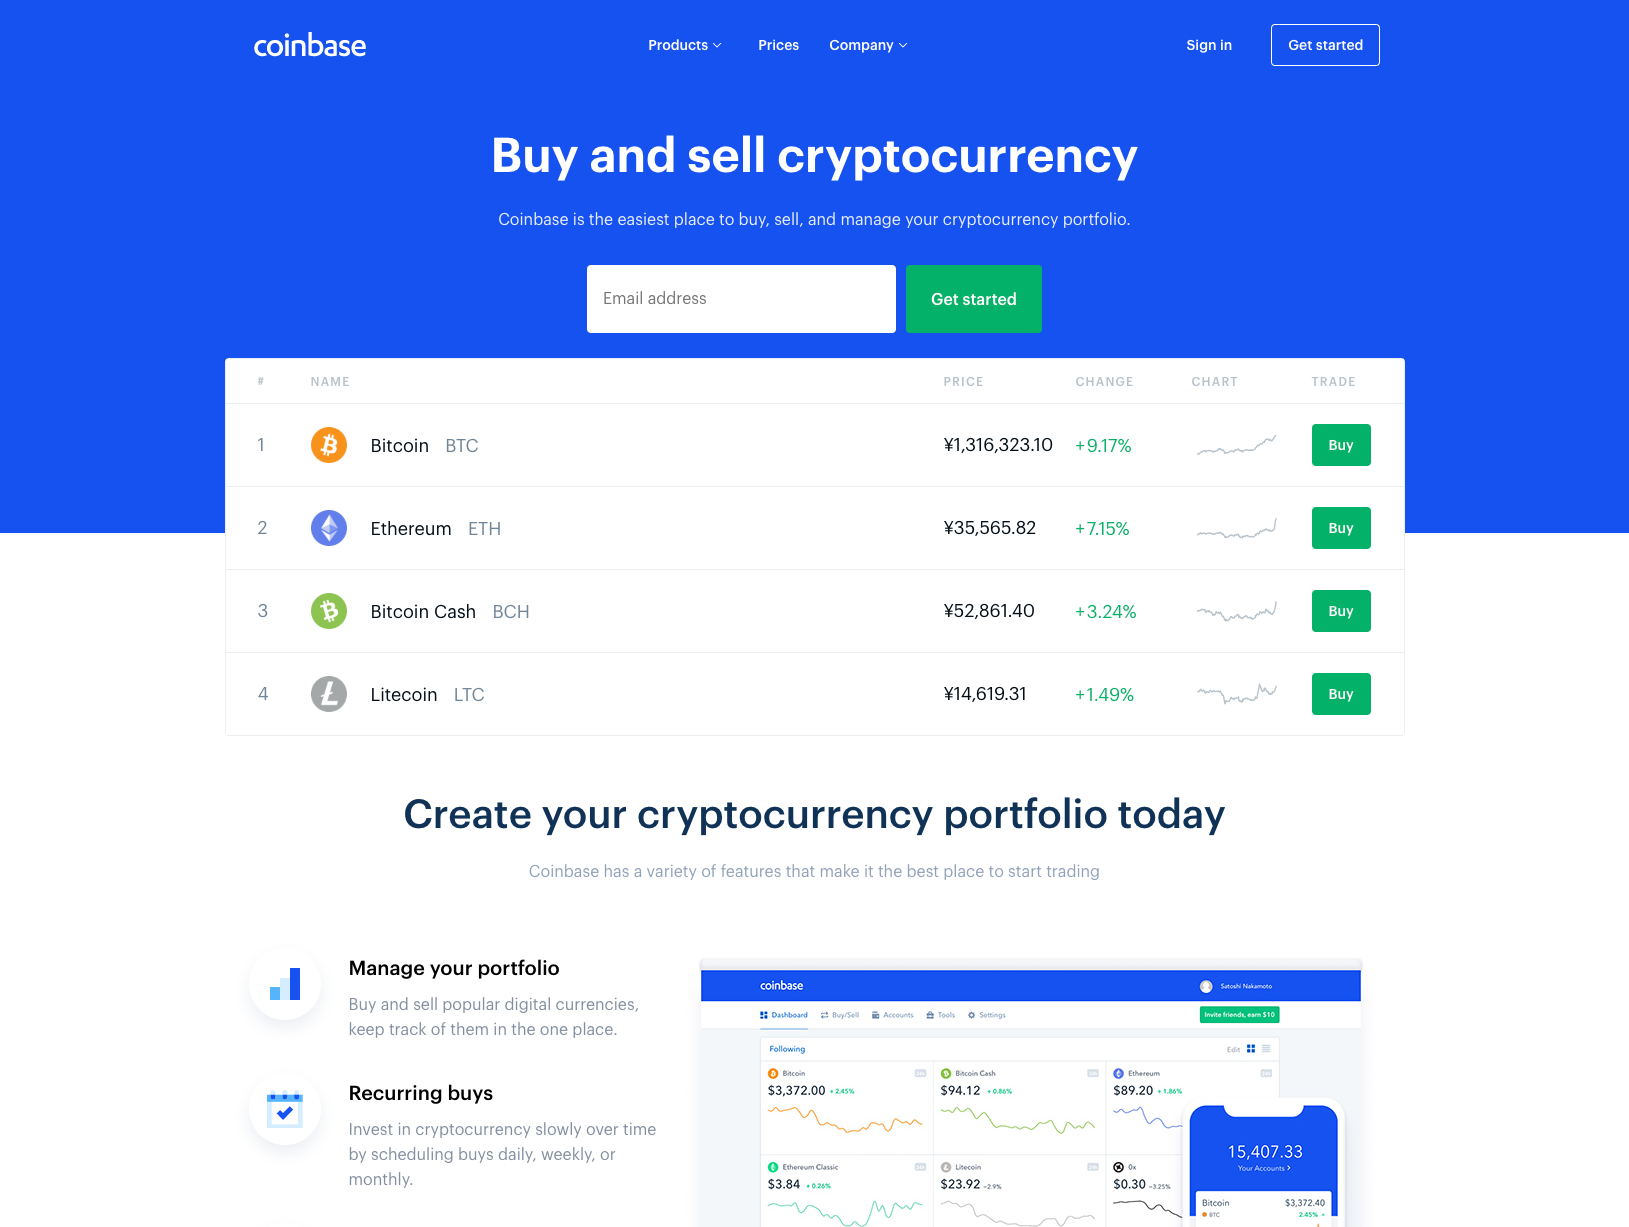 coinbase
Products Prices Company
Sign in Get started
Buy and sell cryptocurrency
Coinbase is the easiest place to buy, sell, and manage your cryptocurrency portfolio.
Email address Get started
# NAME PRICE CHANGE CHART TRADE
1 Bitcoin BTC ¥1,316,323.10 +9.17% Buy
2 Ethereum ETH ¥35,565.82 +7.15% Buy
3 Bitcoin Cash BCH ¥52,861.40 +3.24% Buy
4 Litecoin LTC ¥14,619.31 +1.49% Buy
Create your cryptocurrency portfolio today
Coinbase has a variety of features that make it the best place to start trading
Manage your portfolio
Buy and sell popular digital currencies,
keep track of them in the one place.
Recurring buys
Invest in cryptocurrency slowly over time
by scheduling buys daily, weekly, or
monthly.
coinbase Satoshi Nakamoto
Dashboard Buy/Sell Accounts Tools Settings Invite friends, earn $10
Following Edit
Bitcoin Bitcoin Cash Ethereum
$3,372.00 +2.45% $94.12 +0.86% $89.20 +1.86%
Ethereum Classic Litecoin 0x
$3.84 +0.26% $23.92 -2.9% $0.30 -3.25%
15,407.33
Your Accounts
Bitcoin $3,372.40
BTC 2.45%